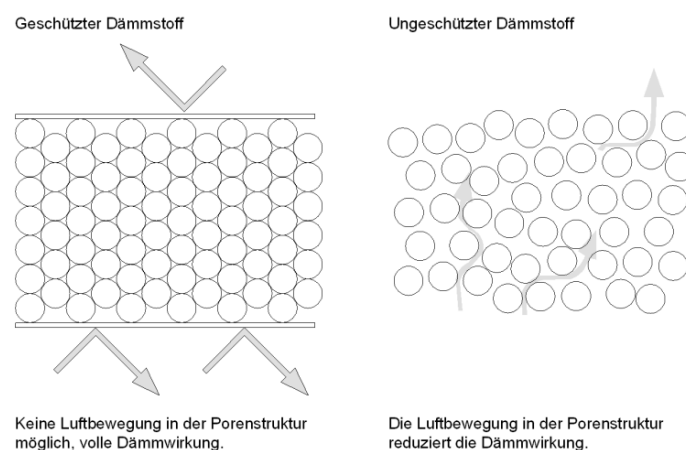 Geschützter Dämmstoff
Ungeschützter Dämmstoff
Keine Luftbewegung in der Porenstruktur
möglich, volle Dämmwirkung.
Die Luftbewegung in der Porenstruktur
reduziert die Dämmwirkung.